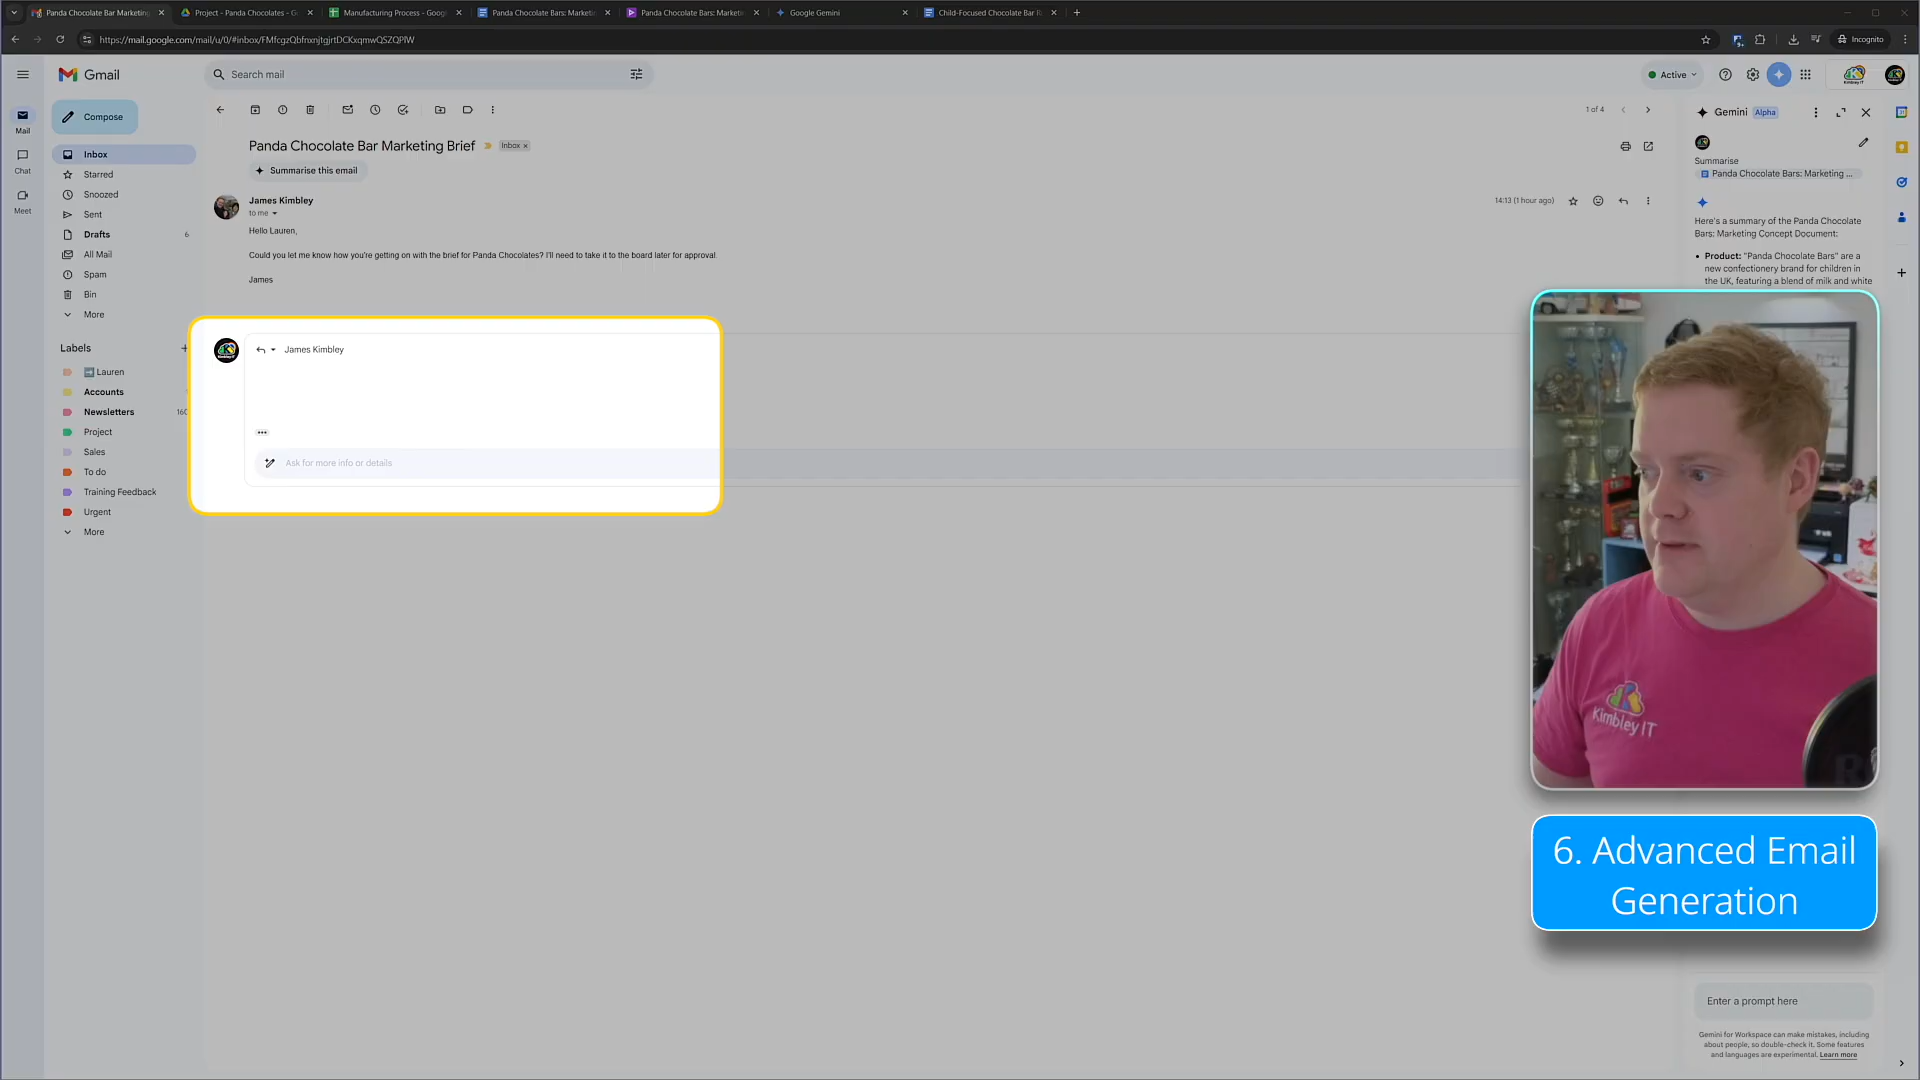 Panda Chocolate Bar Marketing
Project - Panda Chocolates - G
Manufacturing Process - Googl
Panda Chocolate Bars: Marketi
Panda Chocolate Bars: Marketi
Google Gemini
Child-Focused Chocolate Bar R
https://mail.google.com/mail/u/0/#inbox/FMfcgzQbfnxnjtgjrtDCKxqmwQSZQPlW
Incognito
Gmail
Search mail
Active
Mail
Chat
Meet
Compose
Inbox
Starred
Snoozed
Sent
Drafts 6
All Mail
Spam
Bin
More
Labels
Lauren
Accounts
Newsletters 160
Project
Sales
To do
Training Feedback
Urgent
More
1 of 4
Panda Chocolate Bar Marketing Brief
Inbox x
Summarise this email
James Kimbley
14:13 (1 hour ago)
to me
Hello Lauren,
Could you let me know how you're getting on with the brief for Panda Chocolates? I'll need to take it to the board later for approval.
James
James Kimbley
Ask for more info or details
Gemini Alpha
Summarise
Panda Chocolate Bars: Marketing ...
Here's a summary of the Panda Chocolate
Bars: Marketing Concept Document:
• Product: "Panda Chocolate Bars" are a
new confectionery brand for children in
the UK, featuring a blend of milk and white
Kimbley IT
6. Advanced Email
Generation
Enter a prompt here
Gemini for Workspace can make mistakes, including
about people, so double-check it. Some features
and languages are experimental. Learn more